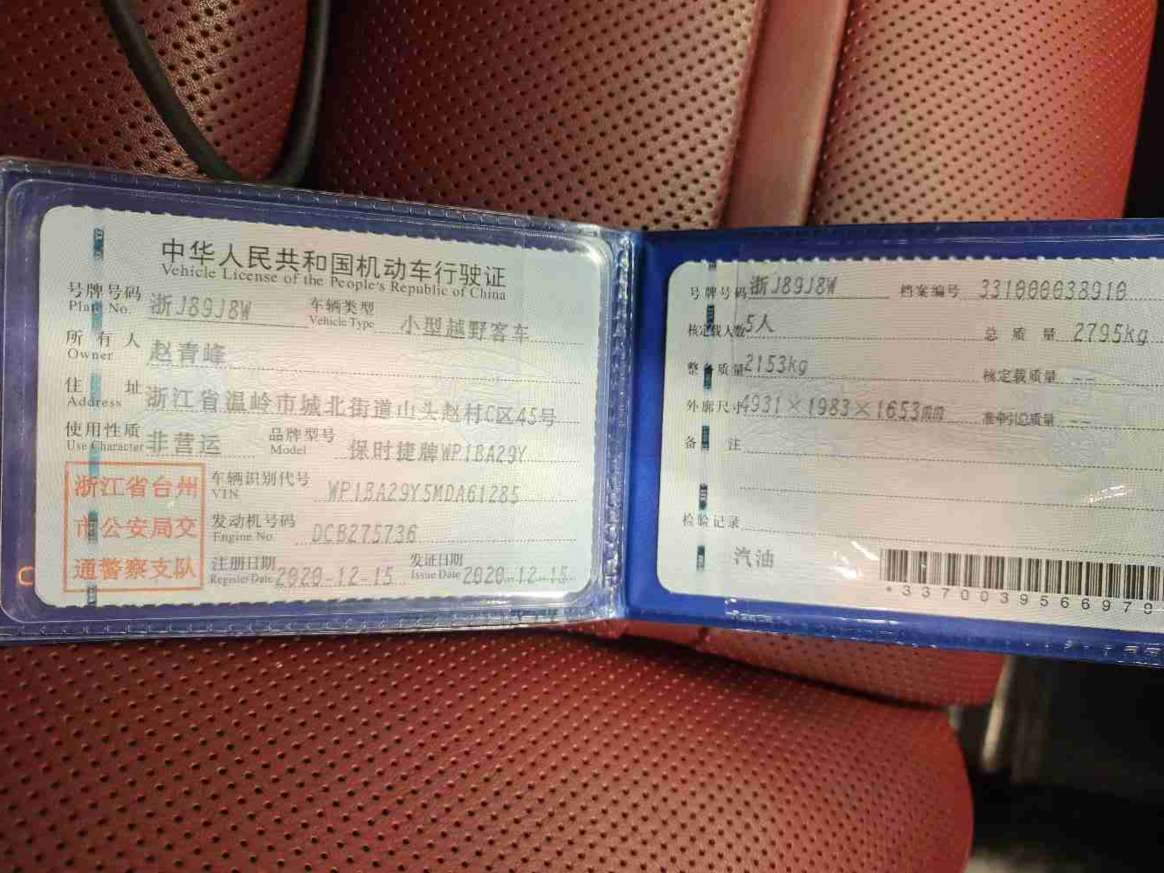 中华人民共和国机动车行驶证
Vehicle License of the People's Republic of China
号牌号码 浙J89J8W 车辆类型 小型越野客车
Plate No. Vehicle Type
所有人 赵青峰
Owner
住址 浙江省温岭市城北街道山头赵村C区45号
Address
使用性质 非营运 品牌型号 保时捷牌WP1BA29Y
Use Character Model
浙江省台州
市公安局交
通警察支队
车辆识别代号 WP1BA29Y5MDA61285
VIN
发动机号码 DCB275736
Engine No.
注册日期 2020-12-15 发证日期 2020-12-15
Register Date Issue Date
号牌号码 浙J89J8W 档案编号 331000038910
核定载人数 5人 总质量 2795kg
整备质量 2153kg 核定载质量 --
外廓尺寸 4931×1983×1653mm 准牵引总质量 --
备注
检验记录
汽油
*3370039566979